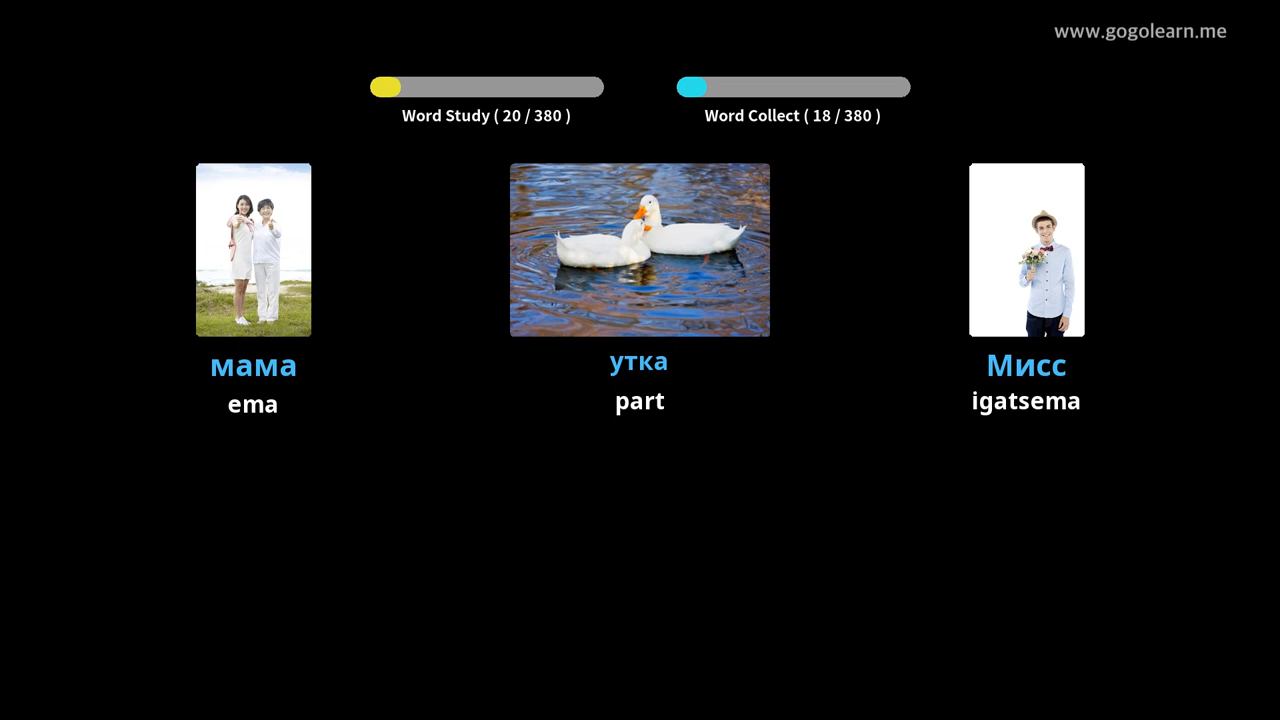 www.gogolearn.me
Word Study ( 20 / 380 )
Word Collect ( 18 / 380 )
мама
ema
утка
part
Мисс
igatsema